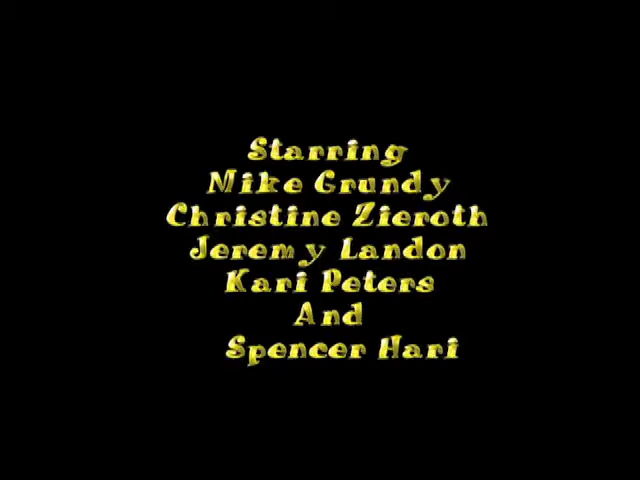 Starring
Mike Grundy
Christine Zieroth
Jeremy Landon
Kari Peters
And
Spencer Hari